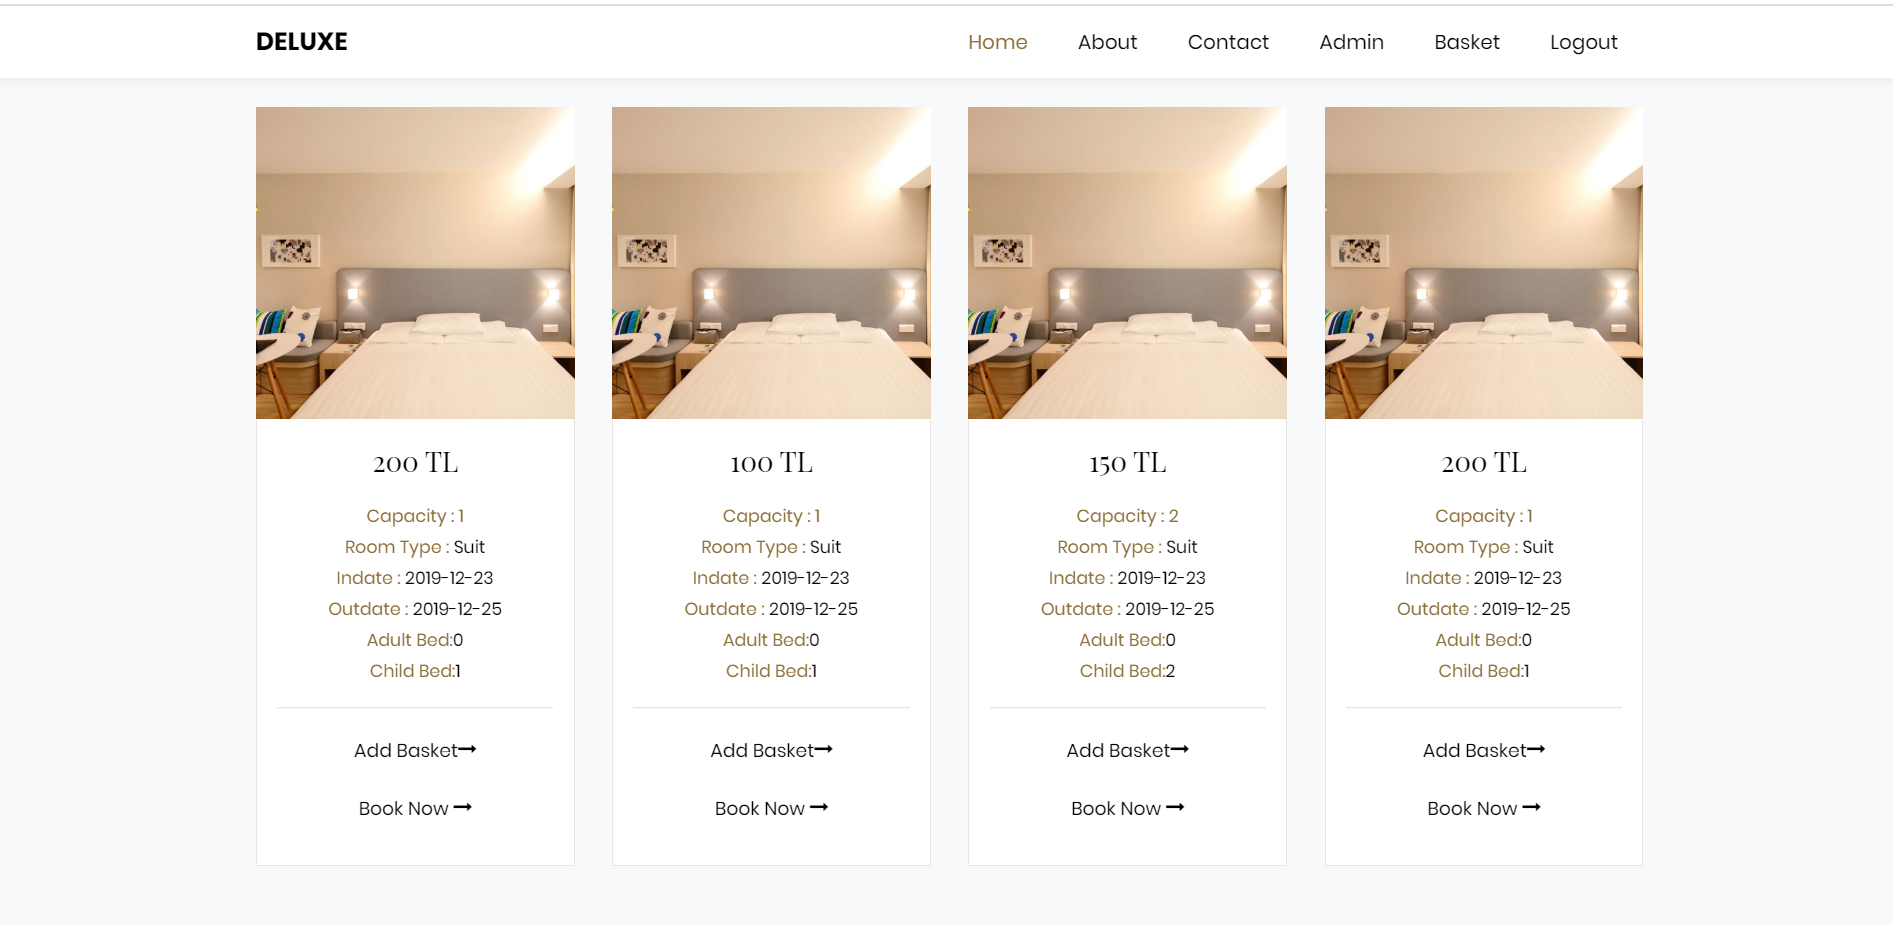 DELUXE
Home About Contact Admin Basket Logout
200 TL
Capacity : 1
Room Type : Suit
Indate : 2019-12-23
Outdate : 2019-12-25
Adult Bed:0
Child Bed:1
Add Basket
Book Now
100 TL
Capacity : 1
Room Type : Suit
Indate : 2019-12-23
Outdate : 2019-12-25
Adult Bed:0
Child Bed:1
Add Basket
Book Now
150 TL
Capacity : 2
Room Type : Suit
Indate : 2019-12-23
Outdate : 2019-12-25
Adult Bed:0
Child Bed:2
Add Basket
Book Now
200 TL
Capacity : 1
Room Type : Suit
Indate : 2019-12-23
Outdate : 2019-12-25
Adult Bed:0
Child Bed:1
Add Basket
Book Now